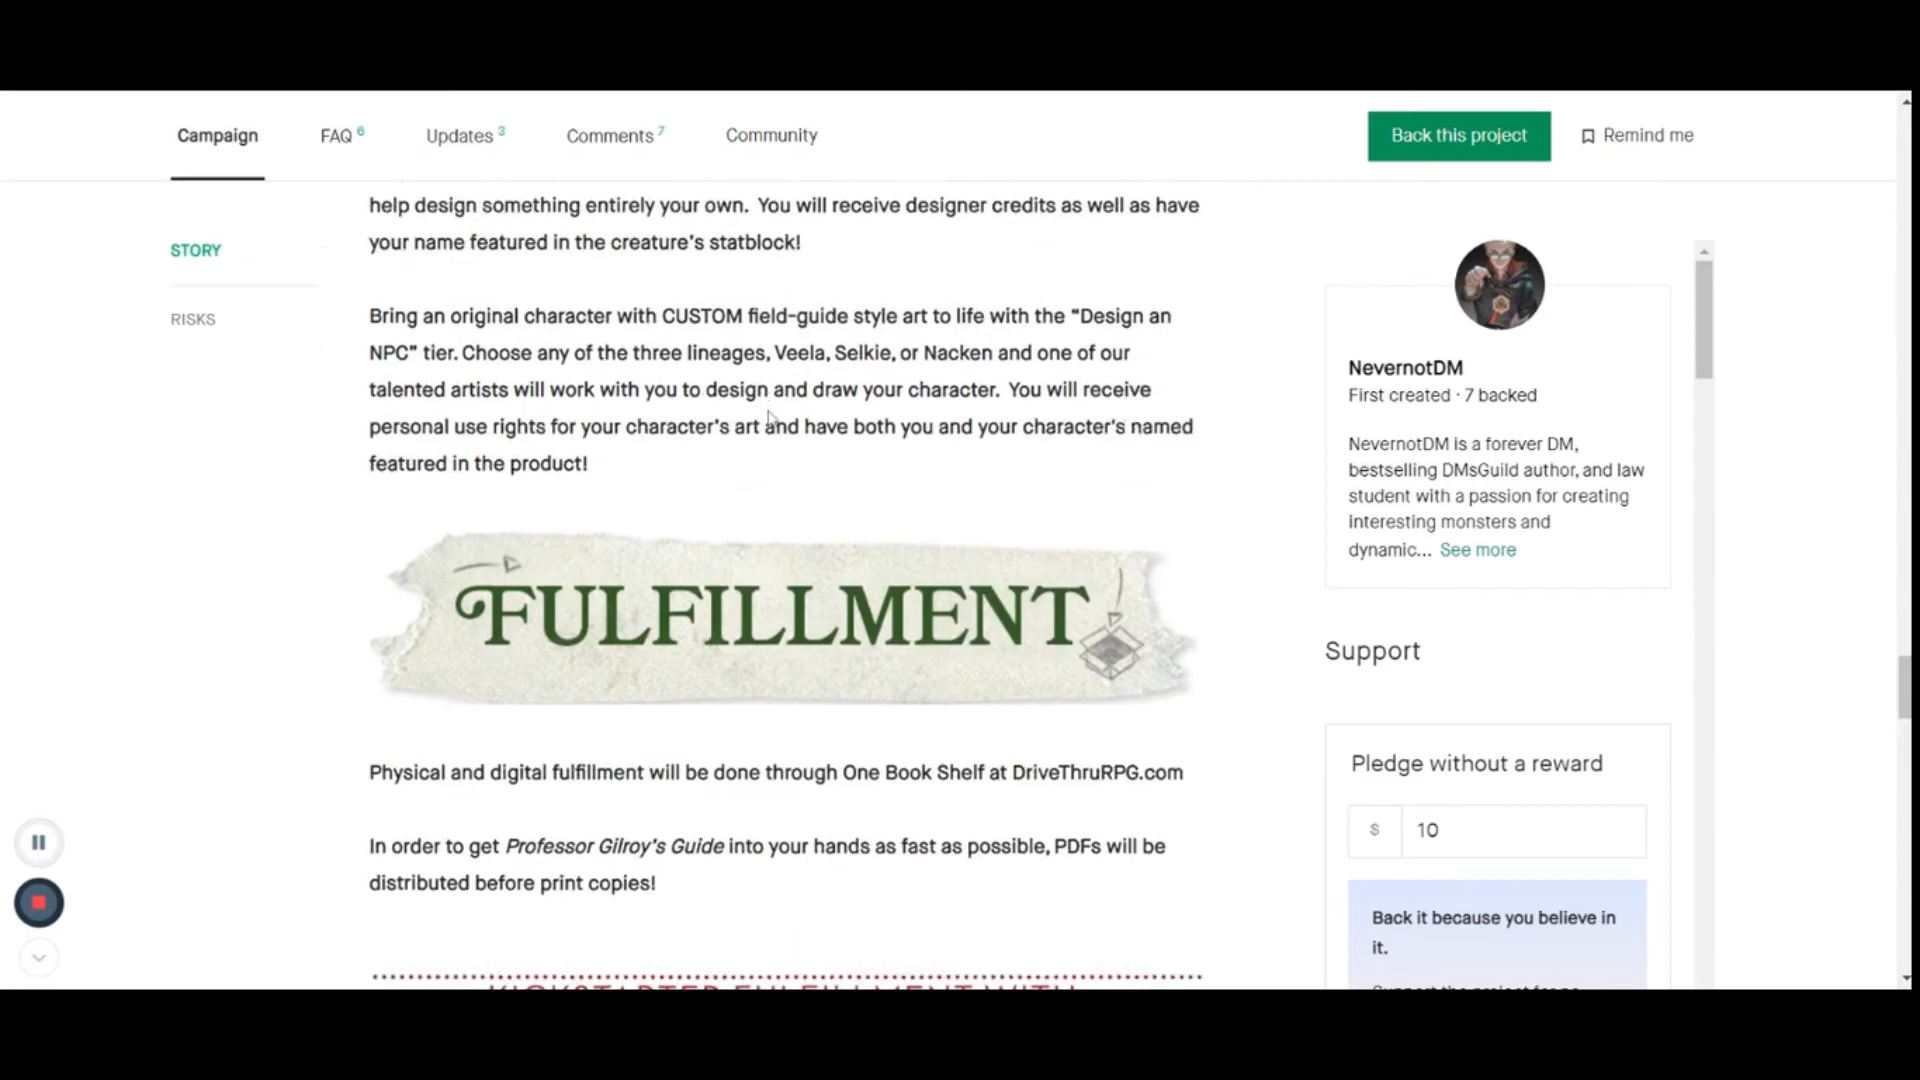 Campaign
FAQ 6
Updates 3
Comments 7
Community
Back this project
Remind me
STORY
RISKS
help design something entirely your own. You will receive designer credits as well as have
your name featured in the creature's statblock!
Bring an original character with CUSTOM field-guide style art to life with the “Design an
NPC” tier. Choose any of the three lineages, Veela, Selkie, or Nacken and one of our
talented artists will work with you to design and draw your character. You will receive
personal use rights for your character's art and have both you and your character's named
featured in the product!
FULFILLMENT
Physical and digital fulfillment will be done through One Book Shelf at DriveThruRPG.com
In order to get Professor Gilroy's Guide into your hands as fast as possible, PDFs will be
distributed before print copies!
KICKSTARTER FULFILLMENT WITH
NevernotDM
First created · 7 backed
NevernotDM is a forever DM,
bestselling DMsGuild author, and law
student with a passion for creating
interesting monsters and
dynamic... See more
Support
Pledge without a reward
$ 10
Back it because you believe in
it.
Support the project for no